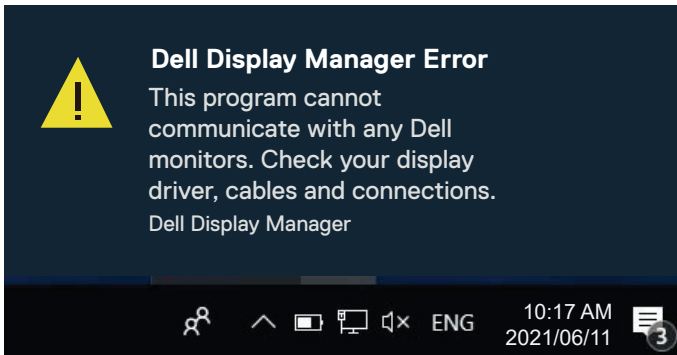 Dell Display Manager Error
This program cannot
communicate with any Dell
monitors. Check your display
driver, cables and connections.
Dell Display Manager
ENG
10:17 AM
2021/06/11
3